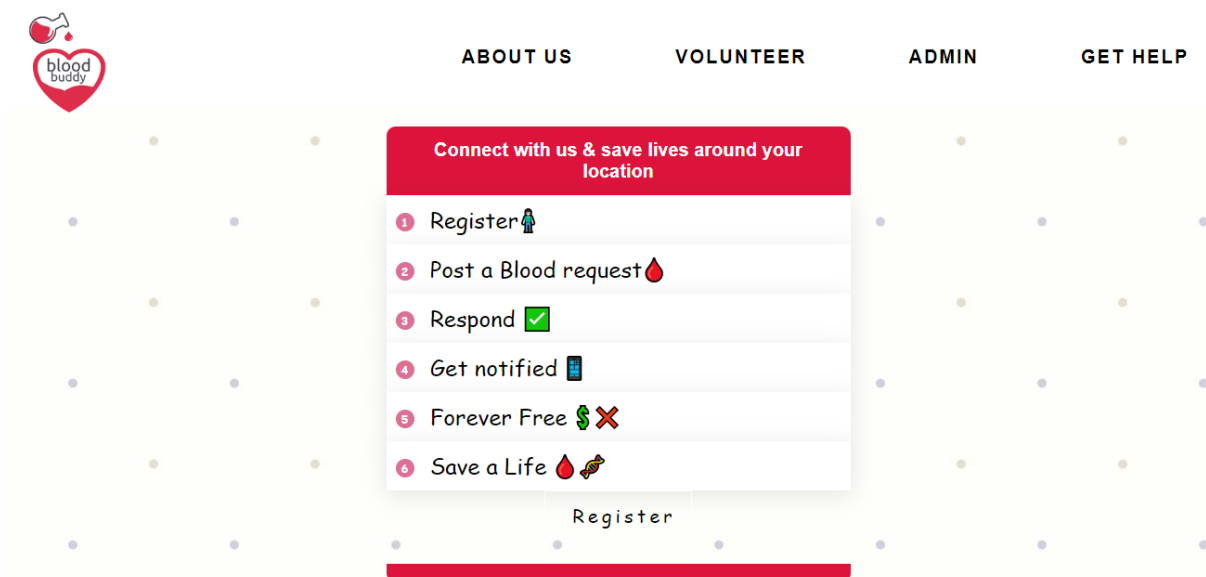 blood
buddy
ABOUT US VOLUNTEER ADMIN GET HELP
Connect with us & save lives around your
location
1 Register
2 Post a Blood request
3 Respond
4 Get notified
5 Forever Free
6 Save a Life
Register